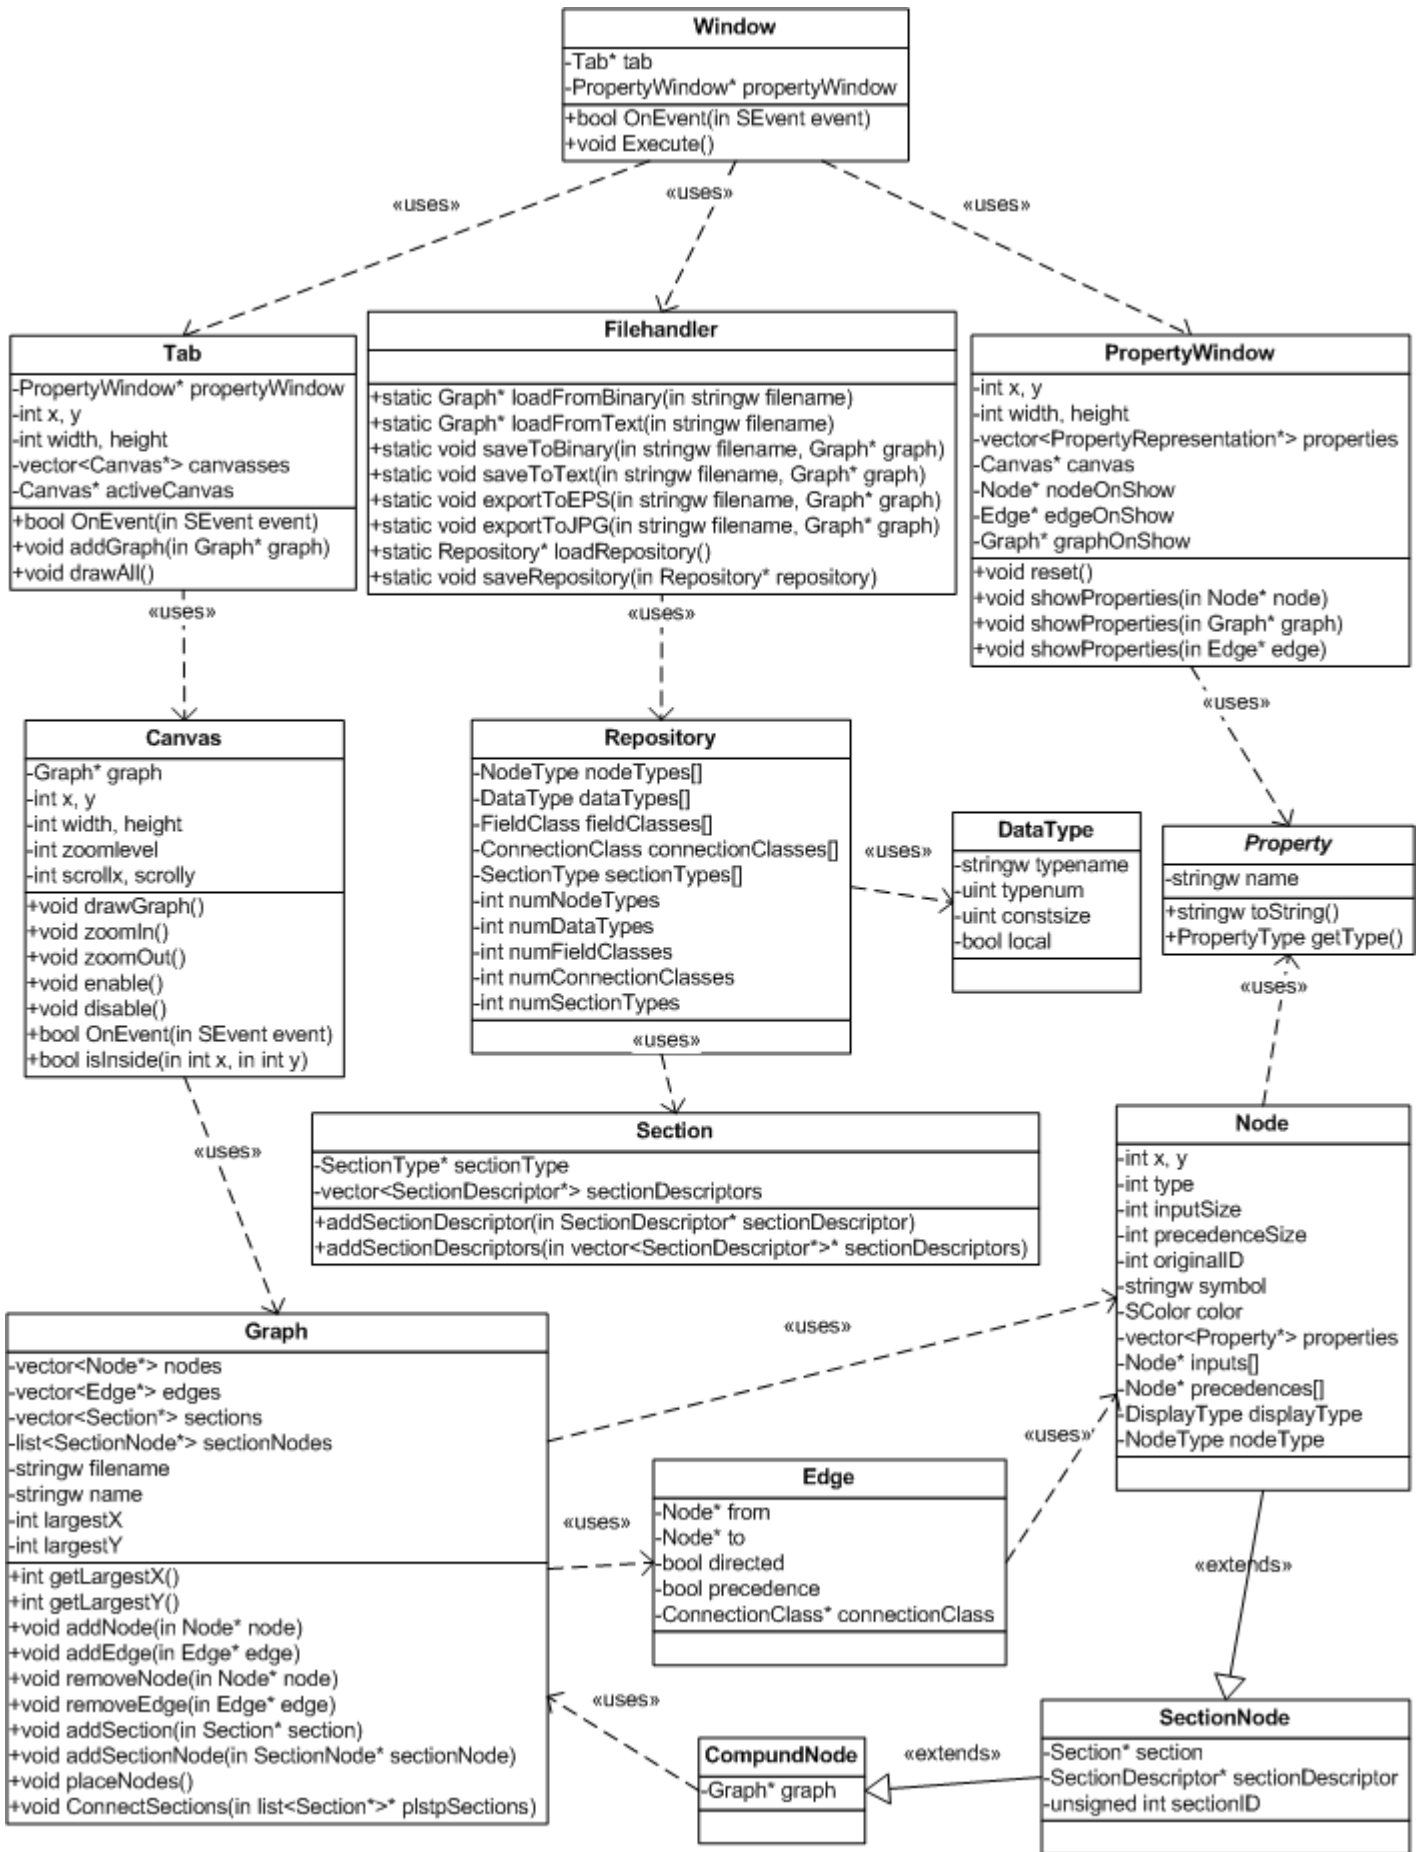 Window
-Tab* tab
-PropertyWindow* propertyWindow
+bool OnEvent(in SEvent event)
+void Execute()
«uses»
«uses»
«uses»
Tab
-PropertyWindow* propertyWindow
-int x, y
-int width, height
-vector<Canvas*> canvasses
-Canvas* activeCanvas
+bool OnEvent(in SEvent event)
+void addGraph(in Graph* graph)
+void drawAll()
Filehandler
+static Graph* loadFromBinary(in stringw filename)
+static Graph* loadFromText(in stringw filename)
+static void saveToBinary(in stringw filename, Graph* graph)
+static void saveToText(in stringw filename, Graph* graph)
+static void exportToEPS(in stringw filename, Graph* graph)
+static void exportToJPG(in stringw filename, Graph* graph)
+static Repository* loadRepository()
+static void saveRepository(in Repository* repository)
PropertyWindow
-int x, y
-int width, height
-vector<PropertyRepresentation*> properties
-Canvas* canvas
-Node* nodeOnShow
-Edge* edgeOnShow
-Graph* graphOnShow
+void reset()
+void showProperties(in Node* node)
+void showProperties(in Graph* graph)
+void showProperties(in Edge* edge)
«uses»
«uses»
«uses»
Canvas
-Graph* graph
-int x, y
-int width, height
-int zoomlevel
-int scrollx, scrolly
+void drawGraph()
+void zoomIn()
+void zoomOut()
+void enable()
+void disable()
+bool OnEvent(in SEvent event)
+bool isInside(in int x, in int y)
Repository
-NodeType nodeTypes[]
-DataType dataTypes[]
-FieldClass fieldClasses[]
-ConnectionClass connectionClasses[]
-SectionType sectionTypes[]
-int numNodeTypes
-int numDataTypes
-int numFieldClasses
-int numConnectionClasses
-int numSectionTypes
«uses»
«uses»
DataType
-stringw typename
-uint typenum
-uint constsize
-bool local
Property
-stringw name
+stringw toString()
+PropertyType getType()
«uses»
«uses»
Section
-SectionType* sectionType
-vector<SectionDescriptor*> sectionDescriptors
+addSectionDescriptor(in SectionDescriptor* sectionDescriptor)
+addSectionDescriptors(in vector<SectionDescriptor*>* sectionDescriptors)
Node
-int x, y
-int type
-int inputSize
-int precedenceSize
-int originalID
-stringw symbol
-SColor color
-vector<Property*> properties
-Node* inputs[]
-Node* precedences[]
-DisplayType displayType
-NodeType nodeType
Graph
-vector<Node*> nodes
-vector<Edge*> edges
-vector<Section*> sections
-list<SectionNode*> sectionNodes
-stringw filename
-stringw name
-int largestX
-int largestY
+int getLargestX()
+int getLargestY()
+void addNode(in Node* node)
+void addEdge(in Edge* edge)
+void removeNode(in Node* node)
+void removeEdge(in Edge* edge)
+void addSection(in Section* section)
+void addSectionNode(in SectionNode* sectionNode)
+void placeNodes()
+void ConnectSections(in list<Section*>* plstpSections)
«uses»
«uses»
«uses»
Edge
-Node* from
-Node* to
-bool directed
-bool precedence
-ConnectionClass* connectionClass
«extends»
«uses»
CompundNode
-Graph* graph
«extends»
SectionNode
-Section* section
-SectionDescriptor* sectionDescriptor
-unsigned int sectionID